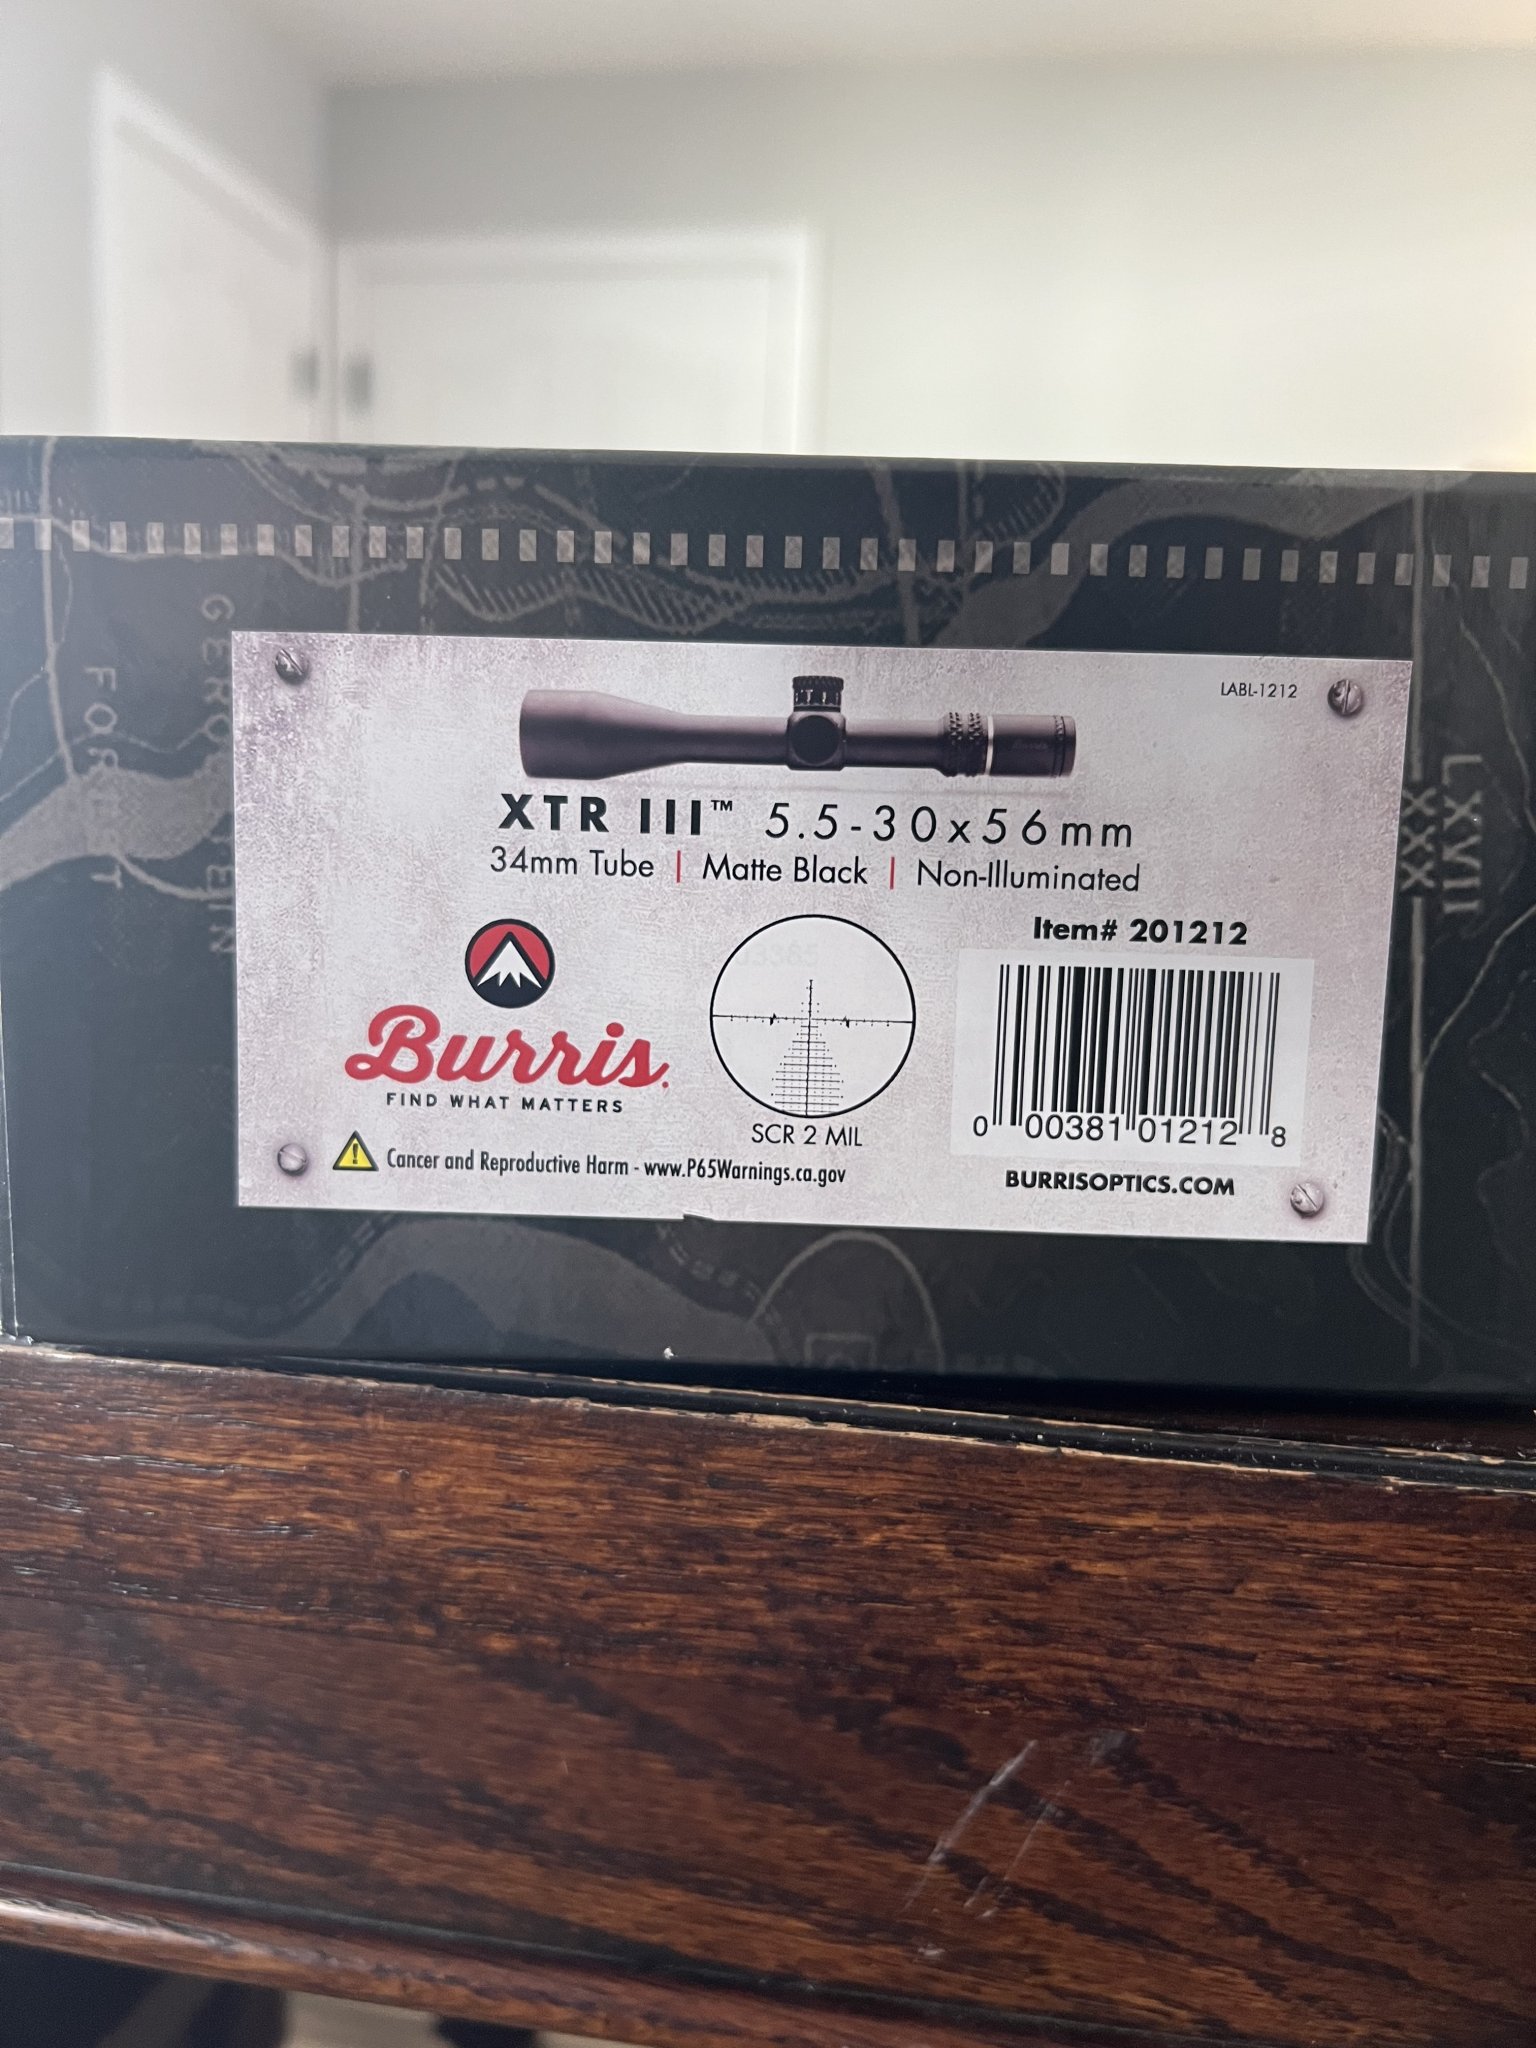 GEROLSTEIN
FORST
LXVII
XXX
LABL-1212
XTR III™ 5.5-30x56mm
34mm Tube | Matte Black | Non-Illuminated
Item# 201212
Burris.
FIND WHAT MATTERS
SCR 2 MIL
0 00381 01212 8
Cancer and Reproductive Harm - www.P65Warnings.ca.gov
BURRISOPTICS.COM